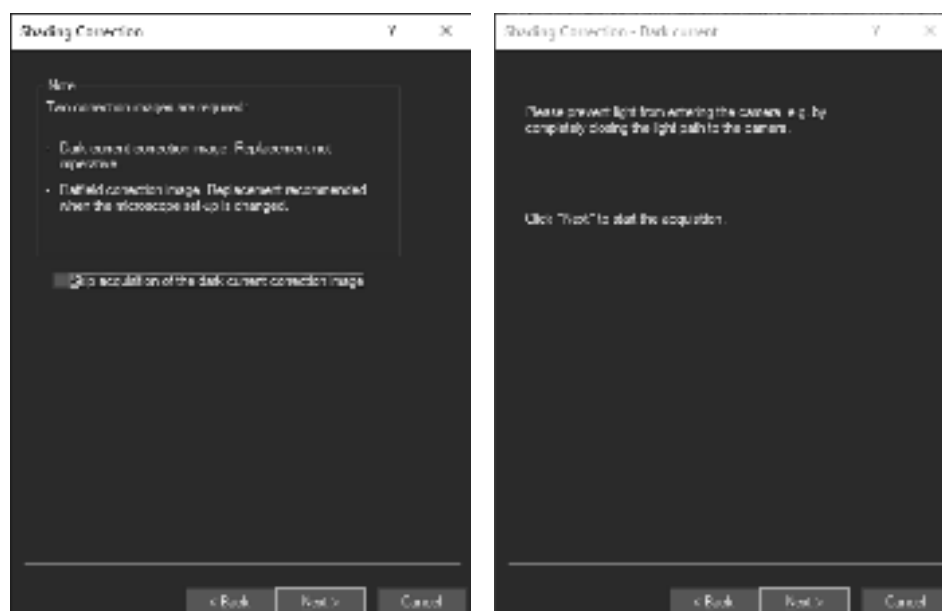 Shading Correction ? ×
Note
Two correction images are required:
- Dark current correction image. Replacement not
imperative.
- Flatfield correction image. Replacement recommended
when the microscope set-up is changed.
Skip acquisition of the dark current correction image
< Back Next > Cancel
Shading Correction - Dark current ? ×
Please prevent light from entering the camera, e.g. by
completely closing the light path to the camera.
Click "Next" to start the acquisition.
< Back Next > Cancel